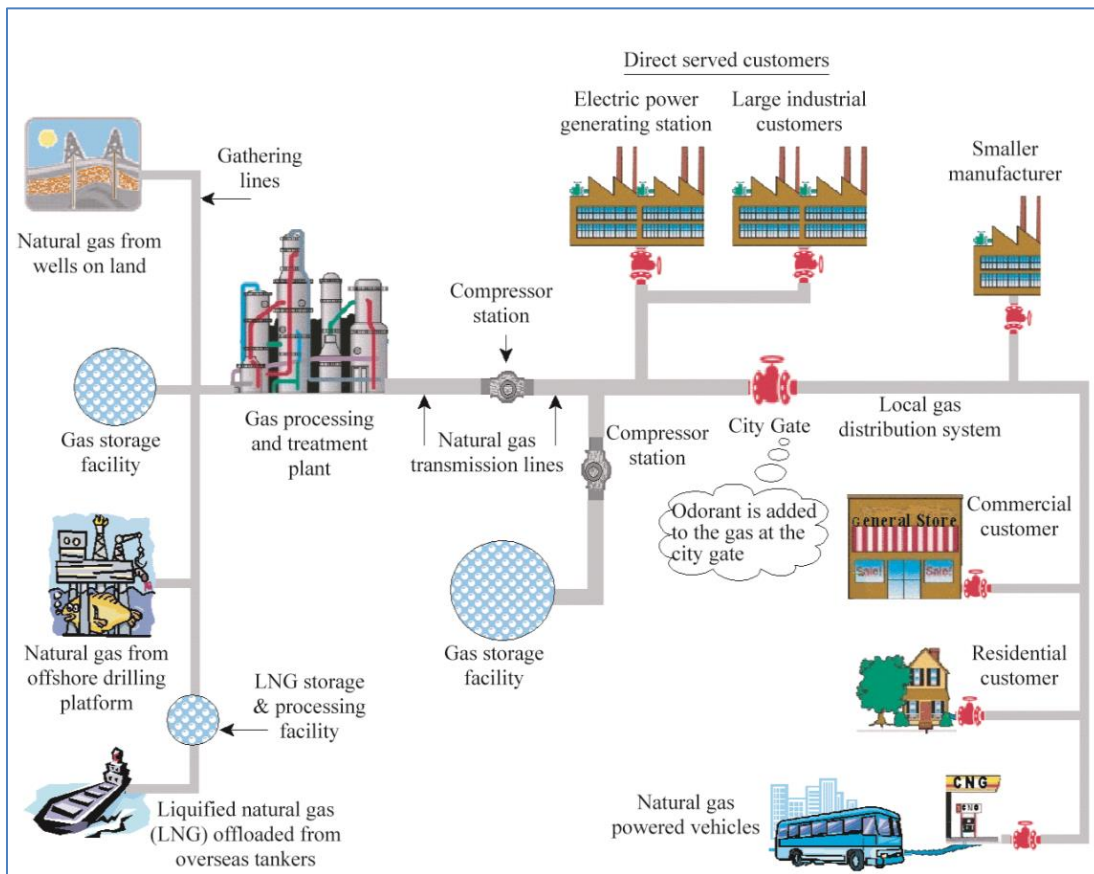 Direct served customers
Electric power
generating station
Large industrial
customers
Smaller
manufacturer
Gathering
lines
Natural gas from
wells on land
Compressor
station
Gas storage
facility
Gas processing
and treatment
plant
Natural gas
transmission lines
Compressor
station
City Gate
Local gas
distribution system
Odorant is added
to the gas at the
city gate
General Store
Sale!
Sale!
Commercial
customer
Natural gas from
offshore drilling
platform
Gas storage
facility
Residential
customer
LNG storage
& processing
facility
Liquified natural gas
(LNG) offloaded from
overseas tankers
Natural gas
powered vehicles
CNG
CNG